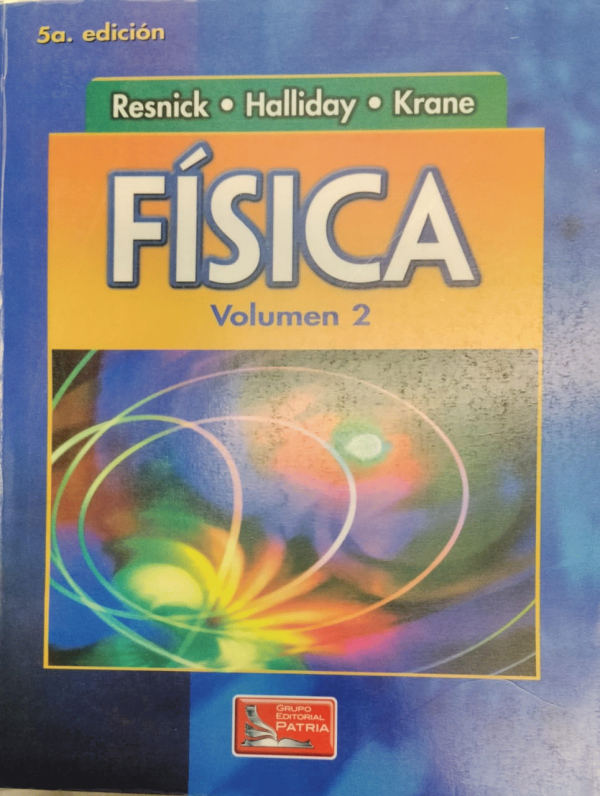 5a. edición
Resnick • Halliday • Krane
FÍSICA
Volumen 2
GRUPO
EDITORIAL
PATRIA